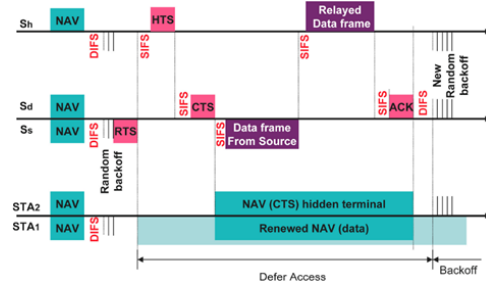 Sh
NAV
DIFS
SIFS
HTS
SIFS
Relayed
Data frame
New
Random
backoff
Sd
NAV
SIFS
CTS
SIFS
ACK
DIFS
Ss
NAV
DIFS
Random
backoff
RTS
SIFS
Data frame
From Source
STA2
NAV
NAV (CTS) hidden terminal
STA1
NAV
DIFS
Renewed NAV (data)
Defer Access
Backoff